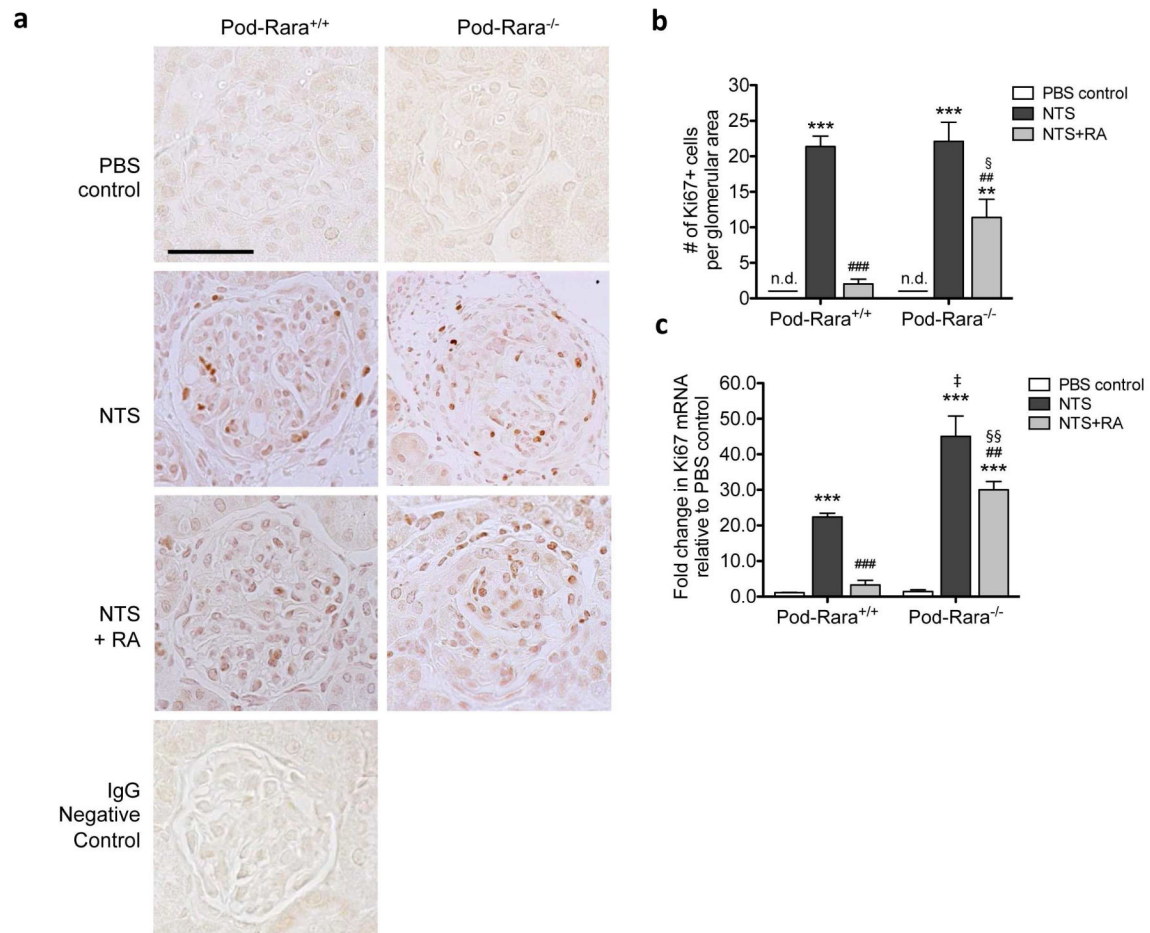 a
Pod-Rara+/+
Pod-Rara-/-
PBS
control
NTS
NTS
+ RA
IgG
Negative
Control
b
# of Ki67+ cells
per glomerular area
30
25
20
15
10
5
0
n.d.
***
###
n.d.
***
§
##
**
Pod-Rara+/+
Pod-Rara-/-
PBS control
NTS
NTS+RA
c
Fold change in Ki67 mRNA
relative to PBS control
60.0
50.0
40.0
30.0
20.0
10.0
0.0
***
###
‡
***
§§
##
***
Pod-Rara+/+
Pod-Rara-/-
PBS control
NTS
NTS+RA